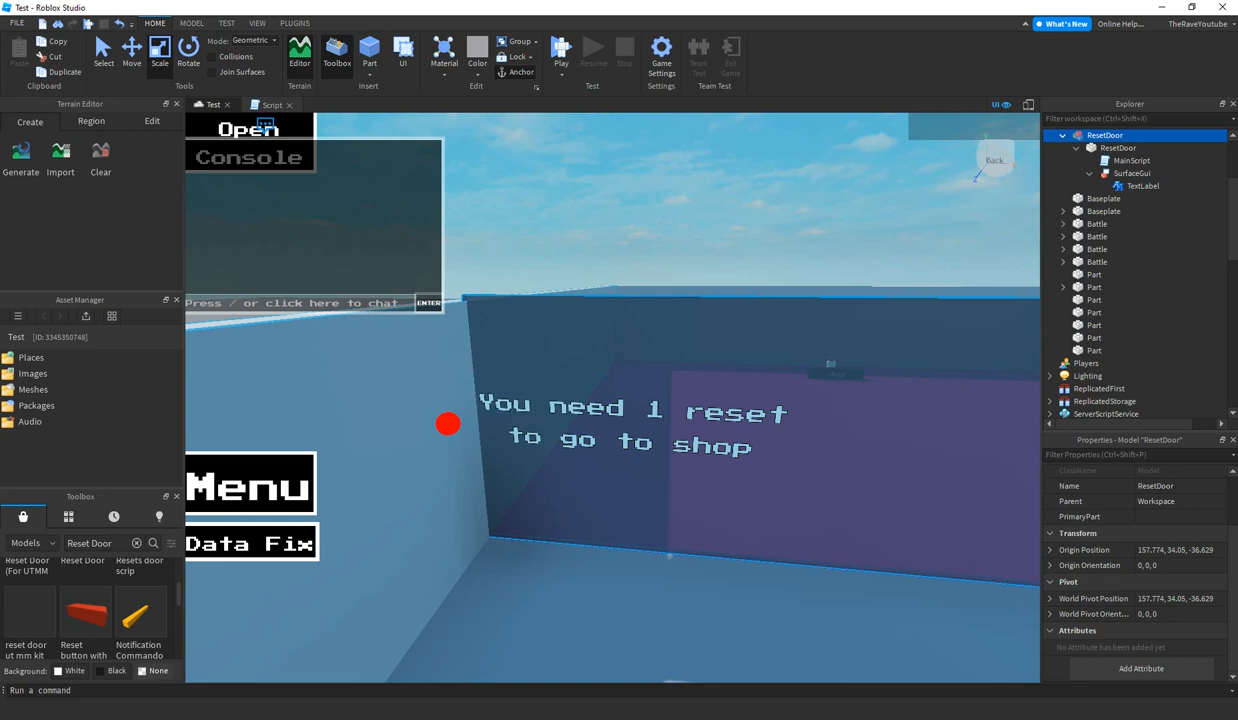 Test - Roblox Studio
FILE
HOME
MODEL
TEST
VIEW
PLUGINS
What's New
Online Help...
TheRaveYoutube
Paste
Copy
Cut
Duplicate
Clipboard
Select
Move
Scale
Rotate
Mode: Geometric
Collisions
Join Surfaces
Tools
Editor
Terrain
Toolbox
Part
UI
Insert
Material
Color
Group
Lock
Anchor
Edit
Play
Resume
Stop
Test
Game
Settings
Settings
Team
Test
Exit
Game
Team Test
Terrain Editor
Create
Region
Edit
Generate
Import
Clear
Asset Manager
Test [ID: 3345350748]
Places
Images
Meshes
Packages
Audio
Toolbox
Models
Reset Door
Reset Door
(For UTMM
Reset Door
Resets door
scrip
reset door
ut mm kit
Reset
button with
Notification
Commando
Background:
White
Black
None
Run a command
Test
Script
UI
Open
Console
Press / or click here to chat
ENTER
Back
You need 1 reset
to go to shop
Menu
Data Fix
Explorer
Filter workspace (Ctrl+Shift+X)
ResetDoor
ResetDoor
MainScript
SurfaceGui
TextLabel
Baseplate
Baseplate
Battle
Battle
Battle
Battle
Part
Part
Part
Part
Part
Part
Part
Players
Lighting
ReplicatedFirst
ReplicatedStorage
ServerScriptService
Properties - Model "ResetDoor"
Filter Properties (Ctrl+Shift+P)
ClassName Model
Name ResetDoor
Parent Workspace
PrimaryPart
Transform
Origin Position 157.774, 34.05, -36.629
Origin Orientation 0, 0, 0
Pivot
World Pivot Position 157.774, 34.05, -36.629
World Pivot Orient... 0, 0, 0
Attributes
No Attribute has been added yet
Add Attribute